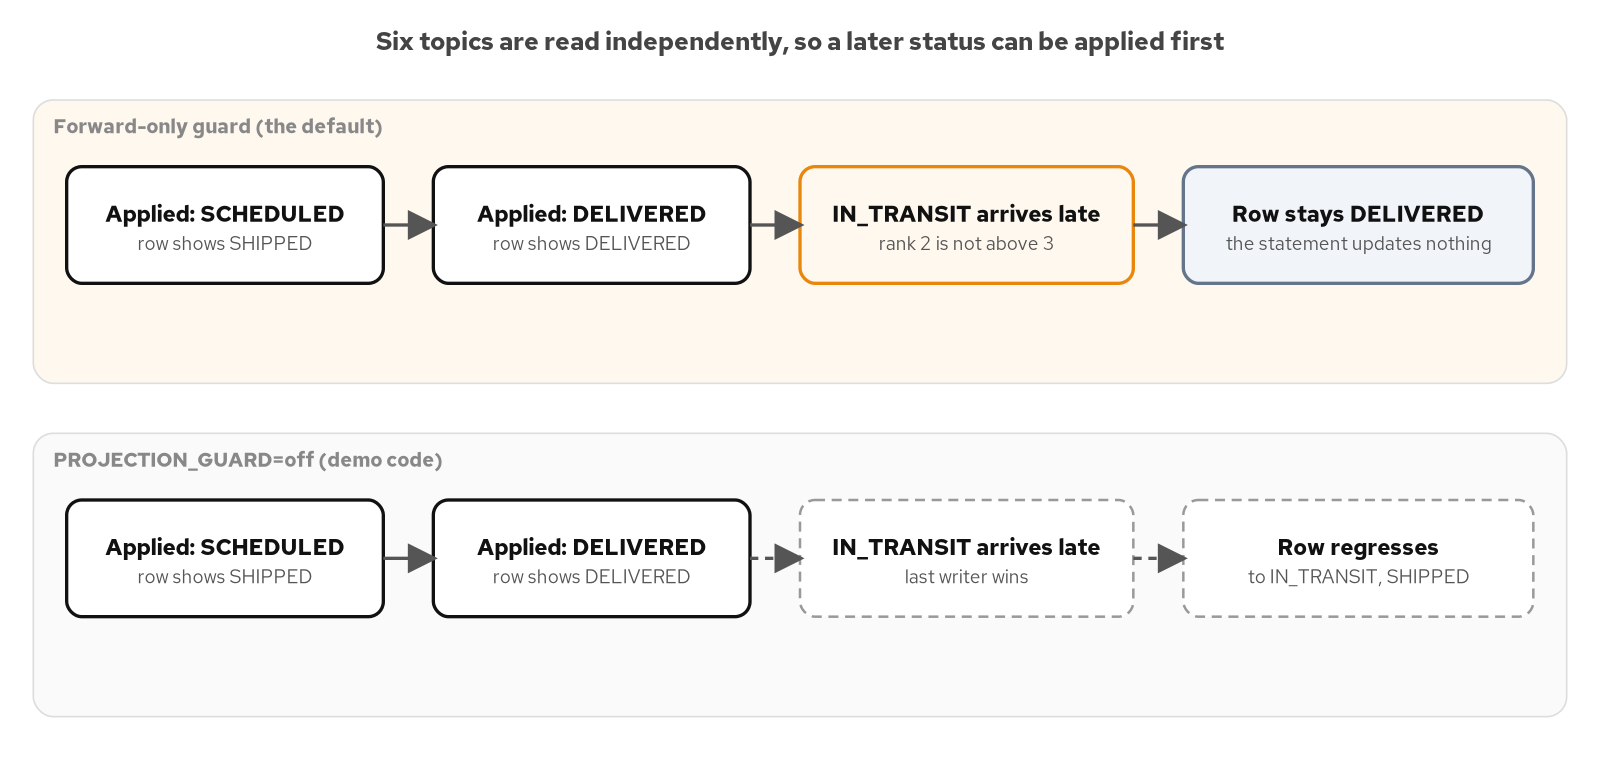 Six topics are read independently, so a later status can be applied first
Forward-only guard (the default)
Applied: SCHEDULED
row shows SHIPPED
Applied: DELIVERED
row shows DELIVERED
IN_TRANSIT arrives late
rank 2 is not above 3
Row stays DELIVERED
the statement updates nothing
PROJECTION_GUARD=off (demo code)
Applied: SCHEDULED
row shows SHIPPED
Applied: DELIVERED
row shows DELIVERED
IN_TRANSIT arrives late
last writer wins
Row regresses
to IN_TRANSIT, SHIPPED